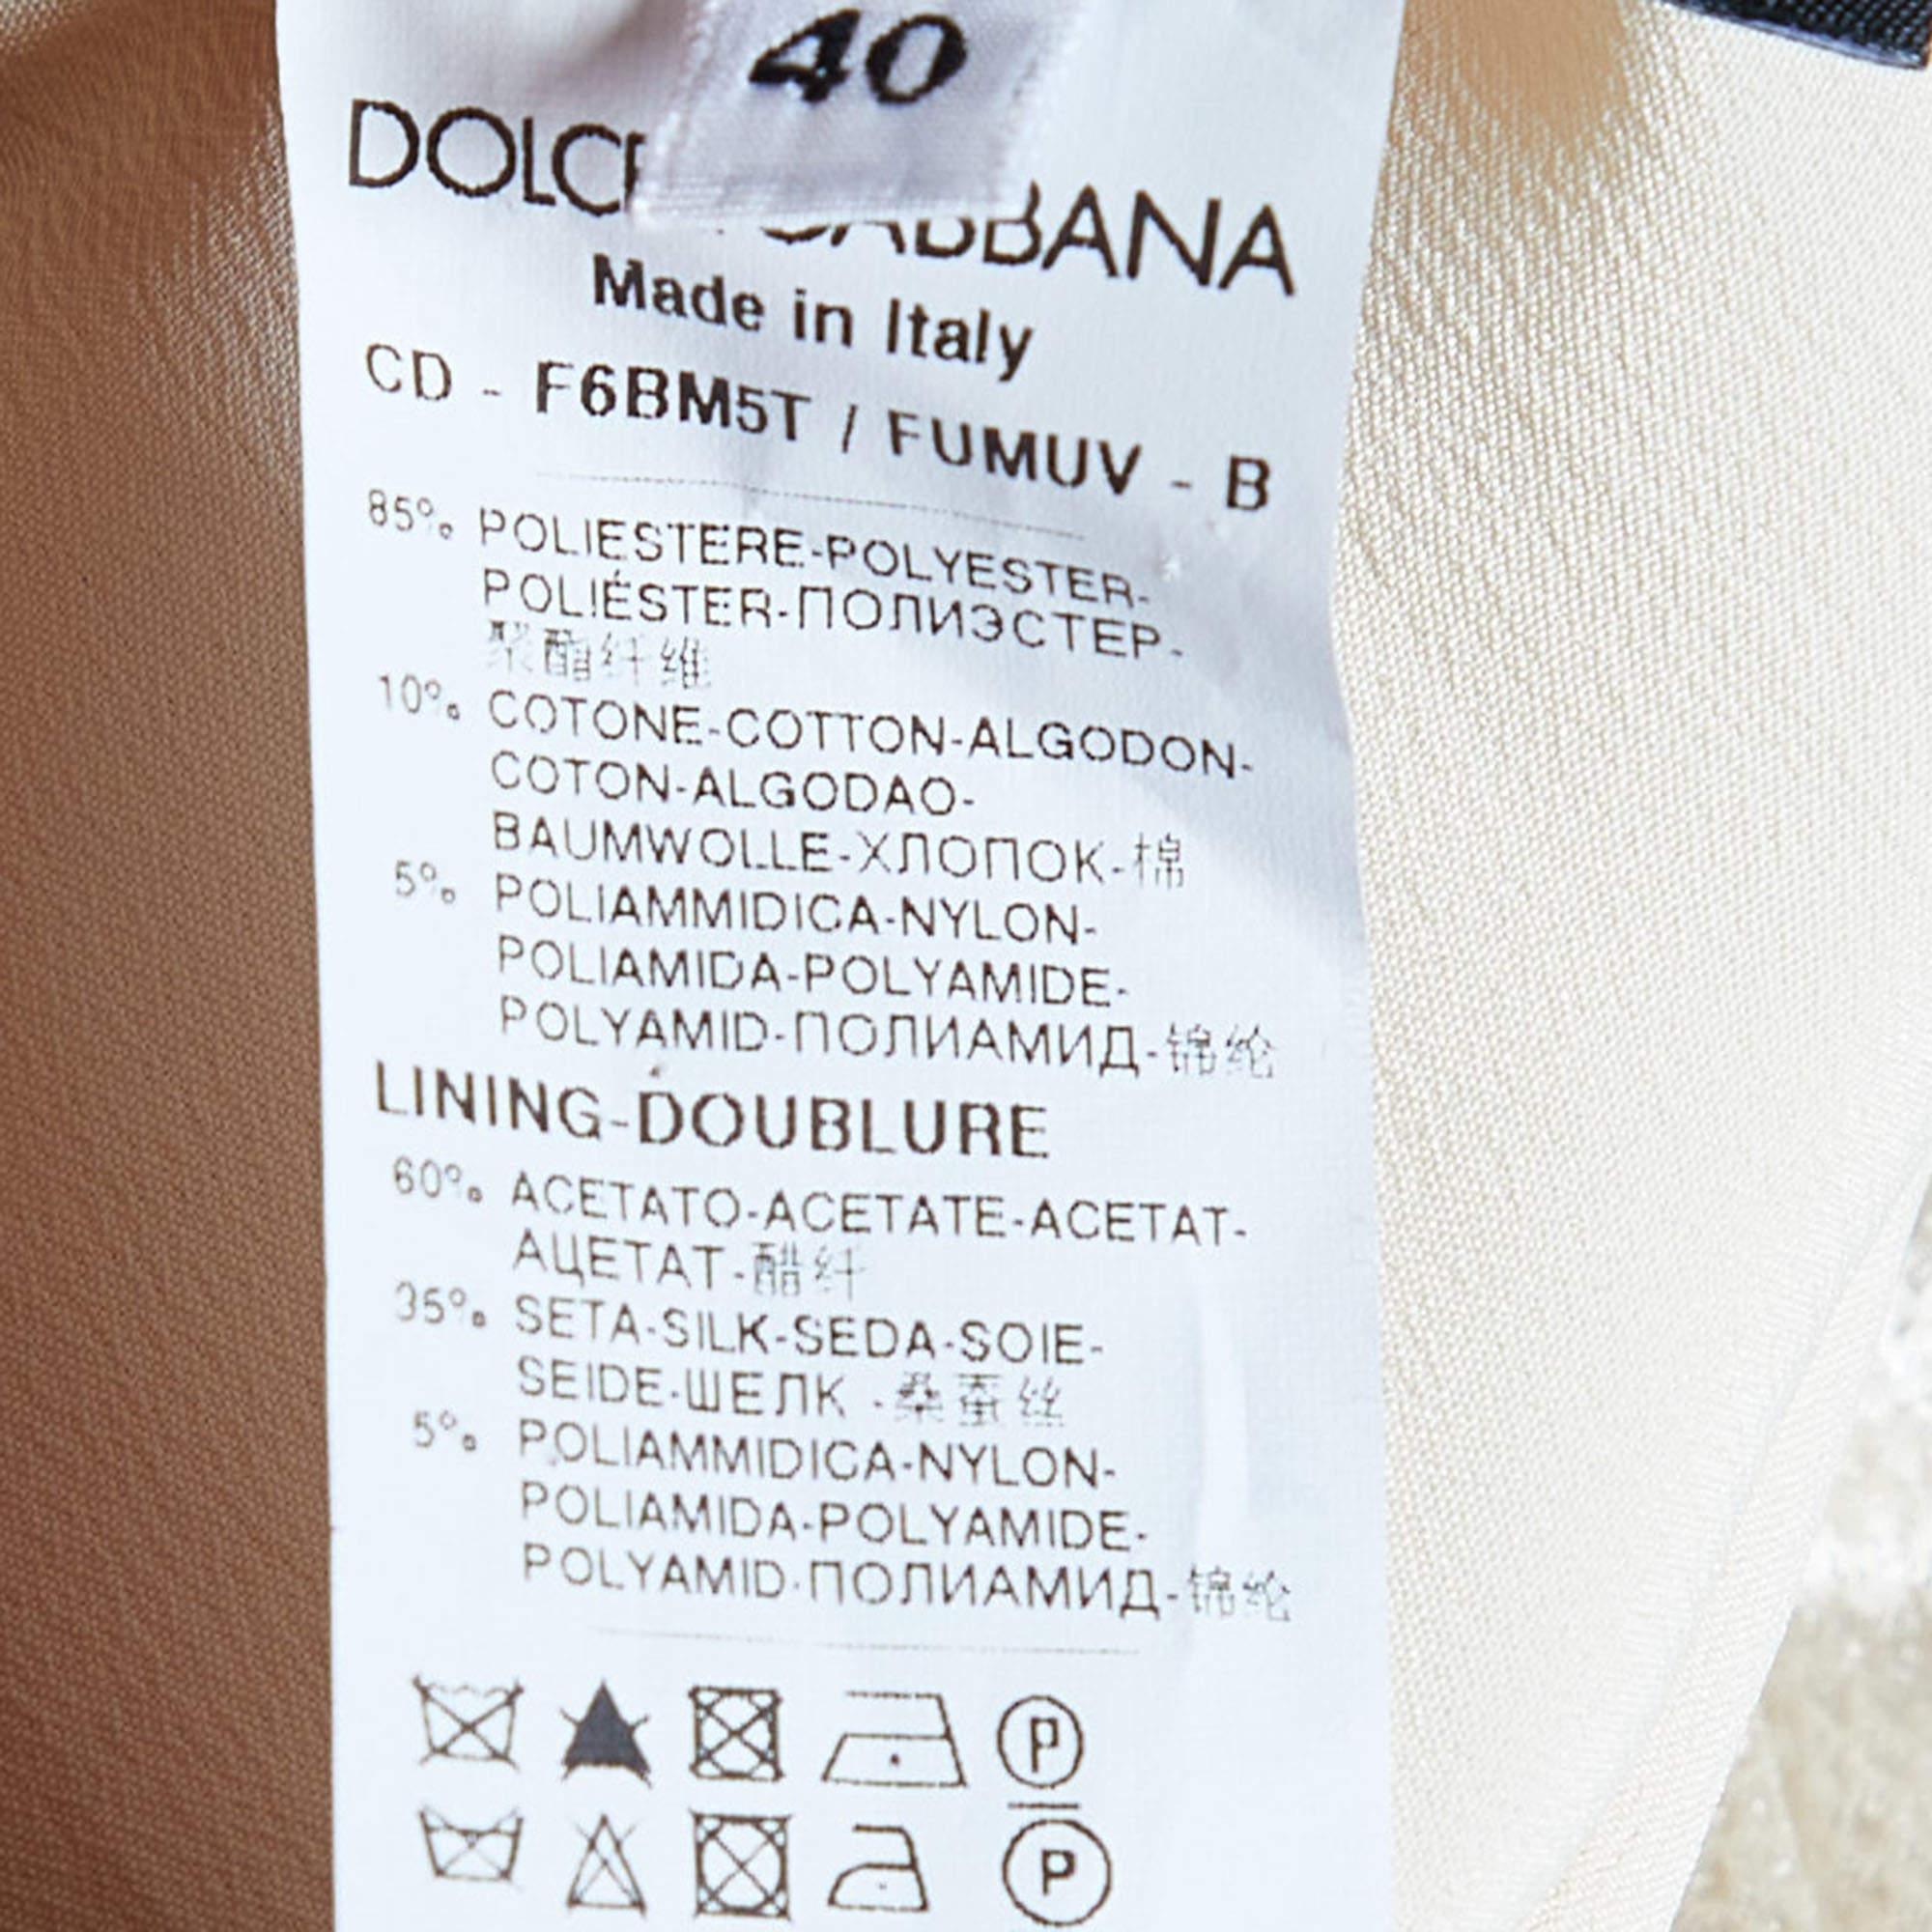 40
DOLCE GABBANA
Made in Italy
CD - F6BM5T / FUMUV - B
85% POLIESTERE-POLYESTER-
POLIÉSTER-ПОЛИЭСТЕР-
聚酯纤维
10% COTONE-COTTON-ALGODON-
COTON-ALGODAO-
BAUMWOLLE-ХЛОПОК-棉
5% POLIAMMIDICA-NYLON-
POLIAMIDA-POLYAMIDE-
POLYAMID-ПОЛИАМИД-锦纶
LINING-DOUBLURE
60% ACETATO-ACETATE-ACETAT-
АЦЕТАТ-醋纤
35% SETA-SILK-SEDA-SOIE-
SEIDE-ШЕЛК -桑蚕丝
5% POLIAMMIDICA-NYLON-
POLIAMIDA-POLYAMIDE-
POLYAMID-ПОЛИАМИД-锦纶
P
P